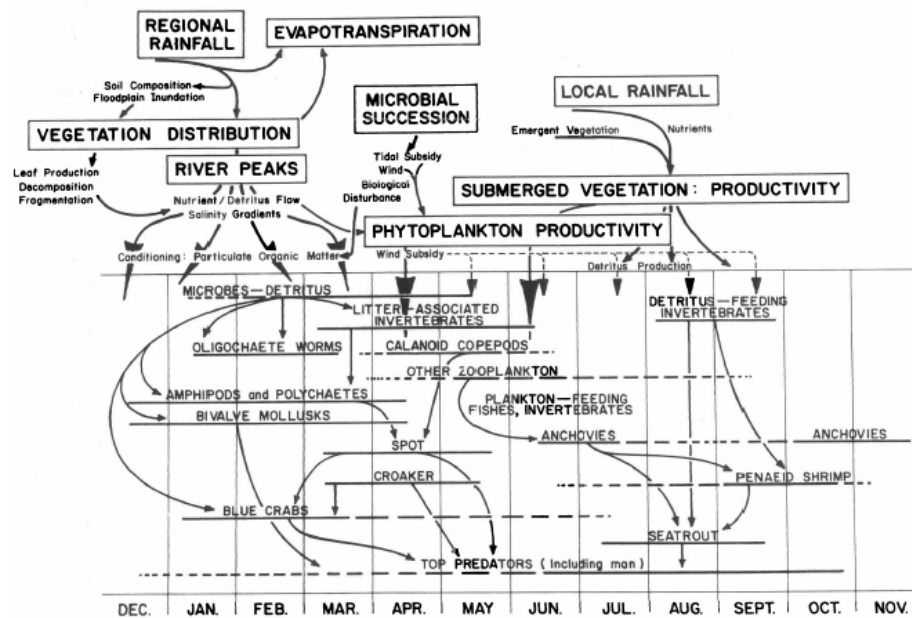 REGIONAL
RAINFALL
EVAPOTRANSPIRATION
Soil Composition
Floodplain Inundation
MICROBIAL
SUCCESSION
LOCAL RAINFALL
VEGETATION DISTRIBUTION
Emergent Vegetation
Nutrients
RIVER PEAKS
Tidal Subsidy
Wind
Biological
Disturbance
Leaf Production
Decomposition
Fragmentation
SUBMERGED VEGETATION: PRODUCTIVITY
Nutrient/Detritus Flow
Salinity Gradients
PHYTOPLANKTON PRODUCTIVITY
Conditioning: Particulate Organic Matter
Wind Subsidy
Detritus Production
MICROBES—DETRITUS
LITTER-ASSOCIATED
INVERTEBRATES
DETRITUS-FEEDING
INVERTEBRATES
OLIGOCHAETE WORMS
CALANOID COPEPODS
OTHER ZOOPLANKTON
AMPHIPODS and POLYCHAETES
PLANKTON—FEEDING
FISHES, INVERTEBRATES
BIVALVE MOLLUSKS
ANCHOVIES
ANCHOVIES
SPOT
CROAKER
PENAEID SHRIMP
BLUE CRABS
SEATROUT
TOP PREDATORS (including man)
DEC. JAN. FEB. MAR. APR. MAY JUN. JUL. AUG. SEPT. OCT. NOV.